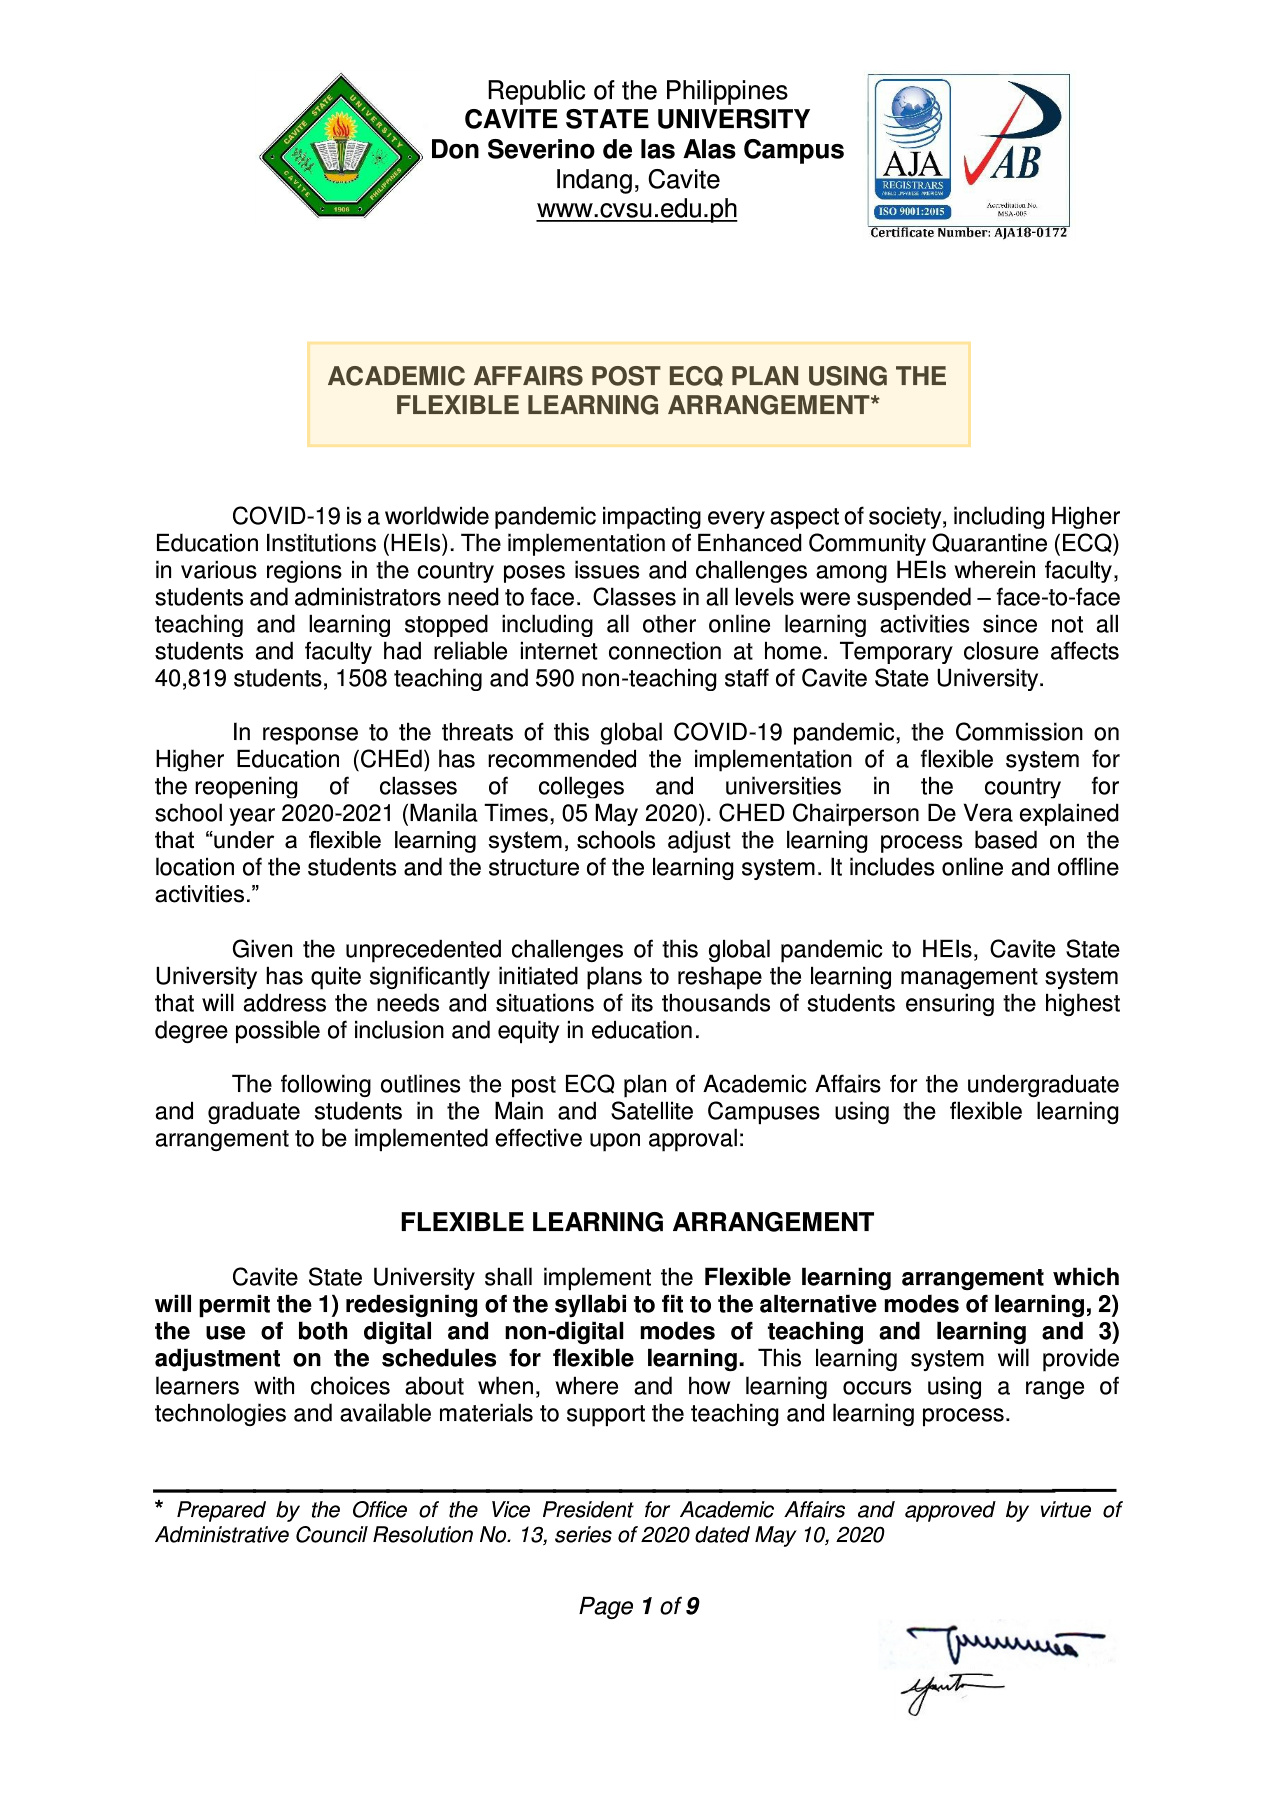 Republic of the Philippines
CAVITE STATE UNIVERSITY
Don Severino de las Alas Campus
Indang, Cavite
www.cvsu.edu.ph
CAVITE STATE UNIVERSITY
CAVITE PHILIPPINES
1906
AJA
REGISTRARS
ANGLO JAPANESE AMERICAN
ISO 9001:2015
PAB
Accreditation No.
MSA-005
Certificate Number: AJA18-0172
ACADEMIC AFFAIRS POST ECQ PLAN USING THE
FLEXIBLE LEARNING ARRANGEMENT*
COVID-19 is a worldwide pandemic impacting every aspect of society, including Higher
Education Institutions (HEIs). The implementation of Enhanced Community Quarantine (ECQ)
in various regions in the country poses issues and challenges among HEIs wherein faculty,
students and administrators need to face. Classes in all levels were suspended – face-to-face
teaching and learning stopped including all other online learning activities since not all
students and faculty had reliable internet connection at home. Temporary closure affects
40,819 students, 1508 teaching and 590 non-teaching staff of Cavite State University.
In response to the threats of this global COVID-19 pandemic, the Commission on
Higher Education (CHEd) has recommended the implementation of a flexible system for
the reopening of classes of colleges and universities in the country for
school year 2020-2021 (Manila Times, 05 May 2020). CHED Chairperson De Vera explained
that “under a flexible learning system, schools adjust the learning process based on the
location of the students and the structure of the learning system. It includes online and offline
activities.”
Given the unprecedented challenges of this global pandemic to HEIs, Cavite State
University has quite significantly initiated plans to reshape the learning management system
that will address the needs and situations of its thousands of students ensuring the highest
degree possible of inclusion and equity in education.
The following outlines the post ECQ plan of Academic Affairs for the undergraduate
and graduate students in the Main and Satellite Campuses using the flexible learning
arrangement to be implemented effective upon approval:
FLEXIBLE LEARNING ARRANGEMENT
Cavite State University shall implement the Flexible learning arrangement which
will permit the 1) redesigning of the syllabi to fit to the alternative modes of learning, 2)
the use of both digital and non-digital modes of teaching and learning and 3)
adjustment on the schedules for flexible learning. This learning system will provide
learners with choices about when, where and how learning occurs using a range of
technologies and available materials to support the teaching and learning process.
* Prepared by the Office of the Vice President for Academic Affairs and approved by virtue of
Administrative Council Resolution No. 13, series of 2020 dated May 10, 2020
Page 1 of 9